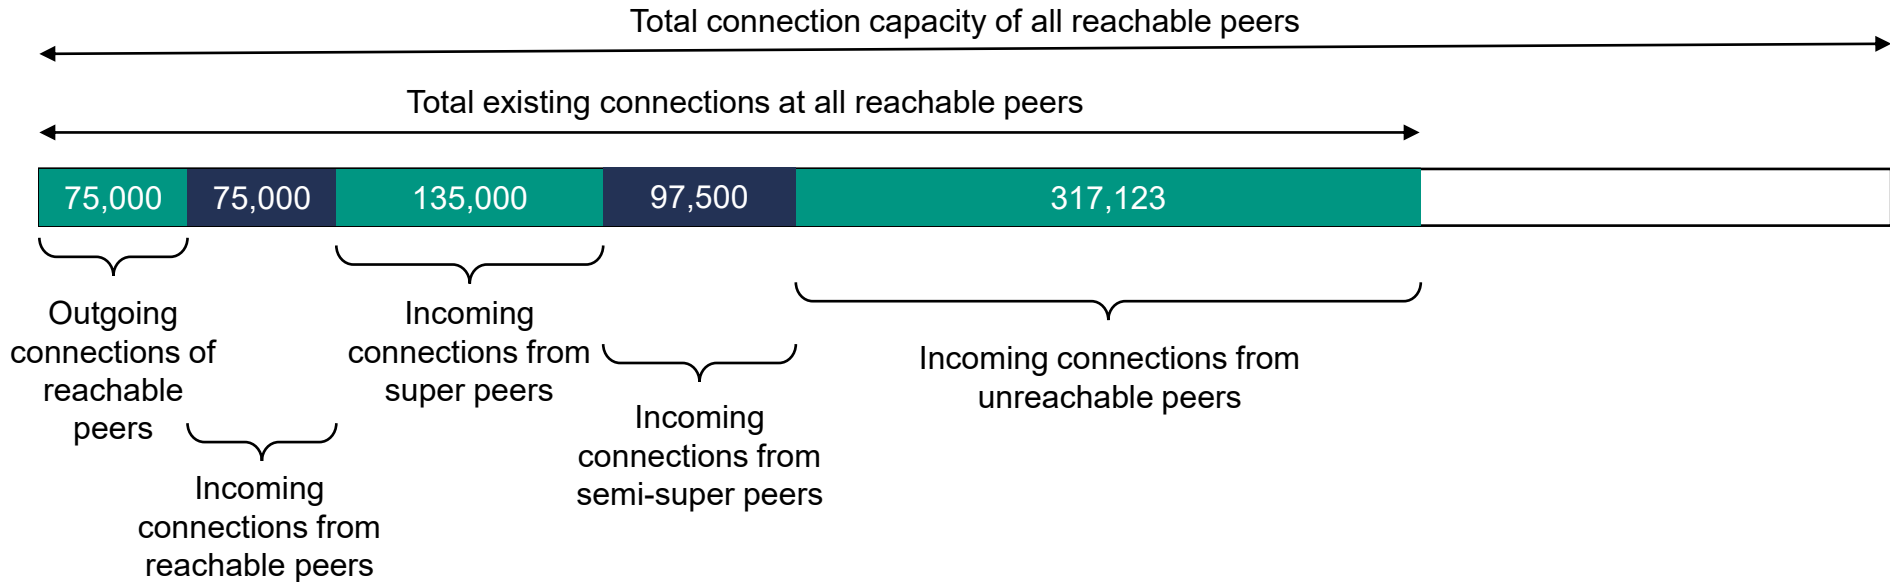 Total connection capacity of all reachable peers
Total existing connections at all reachable peers
75,000
75,000
135,000
97,500
317,123
Outgoing
connections of
reachable
peers
Incoming
connections from
reachable peers
Incoming
connections from
super peers
Incoming
connections from
semi-super peers
Incoming connections from
unreachable peers